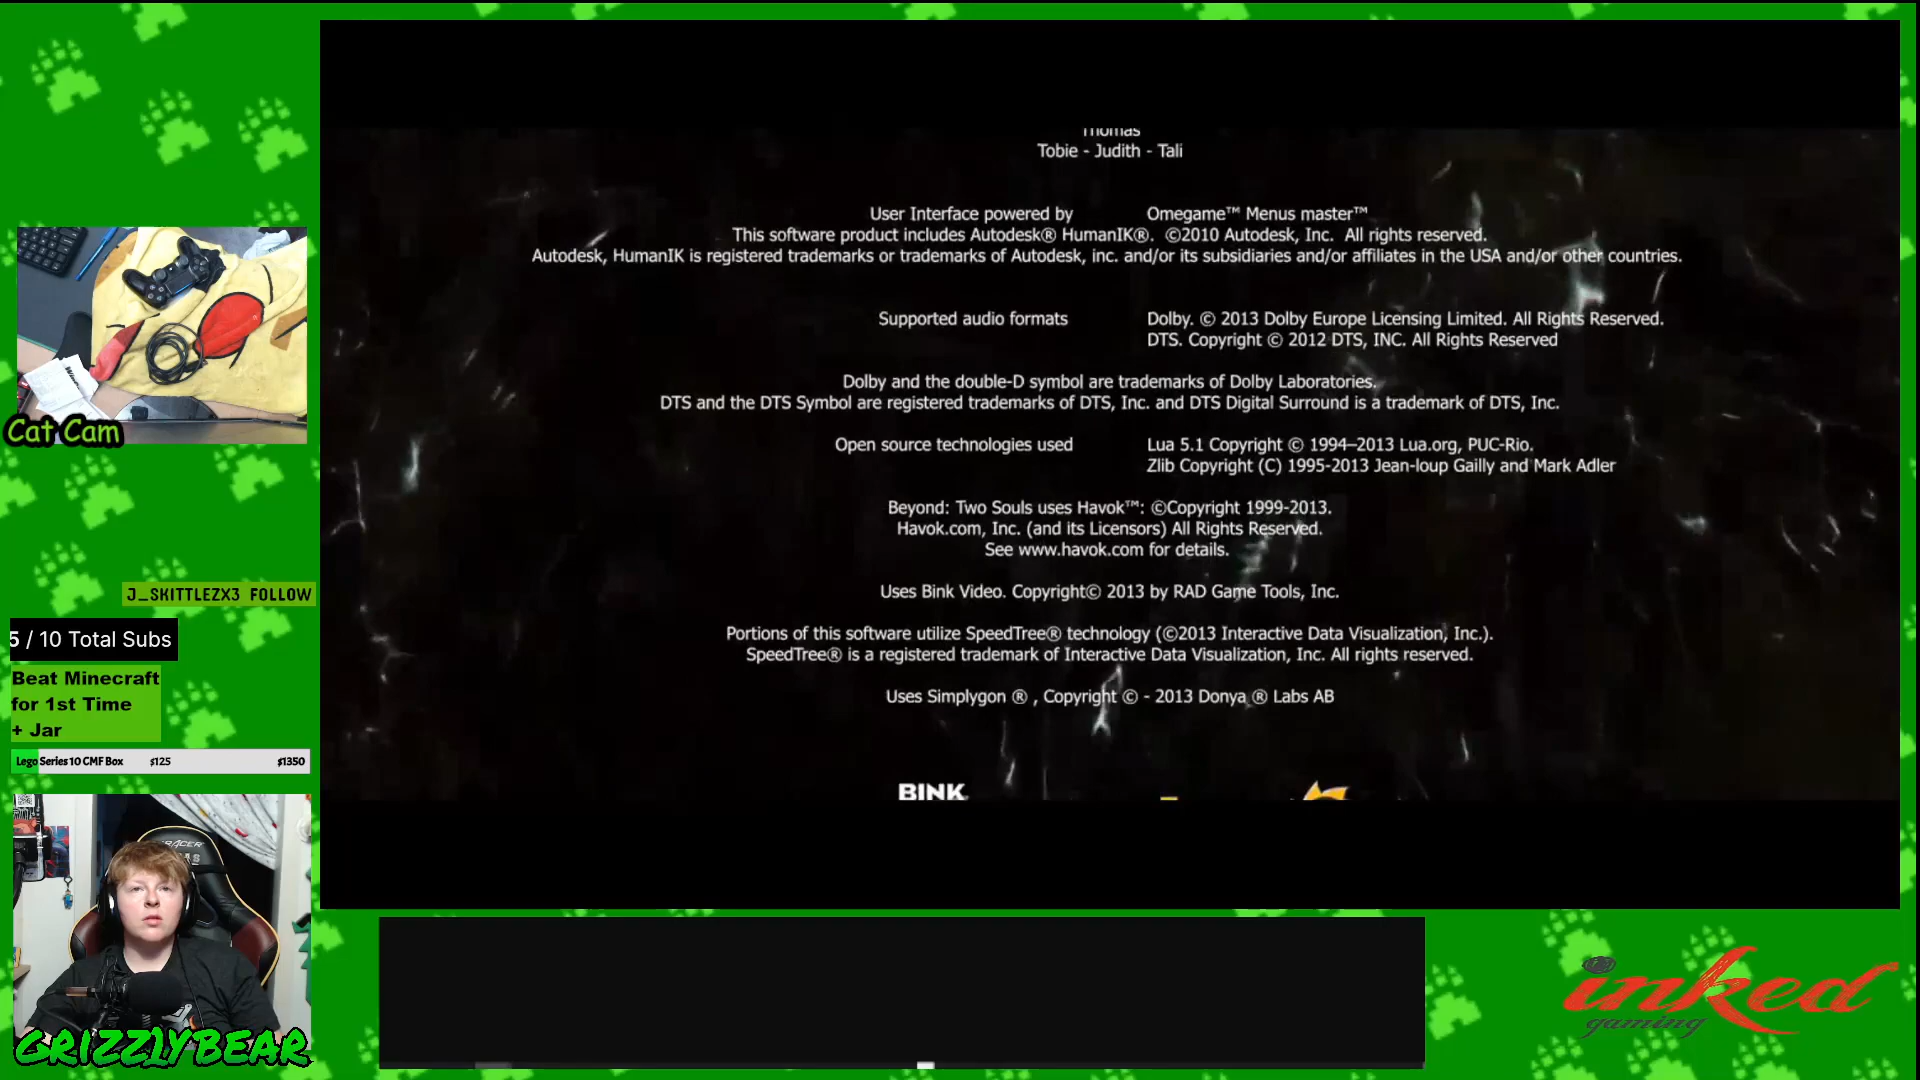 Thomas
Tobie - Judith - Tali
User Interface powered by Omegame™ Menus master™
This software product includes Autodesk® HumanIK®. ©2010 Autodesk, Inc. All rights reserved.
Autodesk, HumanIK is registered trademarks or trademarks of Autodesk, inc. and/or its subsidiaries and/or affiliates in the USA and/or other countries.
Supported audio formats Dolby. © 2013 Dolby Europe Licensing Limited. All Rights Reserved.
DTS. Copyright © 2012 DTS, INC. All Rights Reserved
Dolby and the double-D symbol are trademarks of Dolby Laboratories.
DTS and the DTS Symbol are registered trademarks of DTS, Inc. and DTS Digital Surround is a trademark of DTS, Inc.
Open source technologies used Lua 5.1 Copyright © 1994–2013 Lua.org, PUC-Rio.
Zlib Copyright (C) 1995-2013 Jean-loup Gailly and Mark Adler
Beyond: Two Souls uses Havok™: ©Copyright 1999-2013.
Havok.com, Inc. (and its Licensors) All Rights Reserved.
See www.havok.com for details.
Uses Bink Video. Copyright© 2013 by RAD Game Tools, Inc.
Portions of this software utilize SpeedTree® technology (©2013 Interactive Data Visualization, Inc.).
SpeedTree® is a registered trademark of Interactive Data Visualization, Inc. All rights reserved.
Uses Simplygon ® , Copyright © - 2013 Donya ® Labs AB
BINK
Cat Cam
J_SKITTLEZX3 FOLLOW
5 / 10 Total Subs
Beat Minecraft
for 1st Time
+ Jar
Lego Series 10 CMF Box $125 $1350
GRIZZLYBEAR
inked
gaming